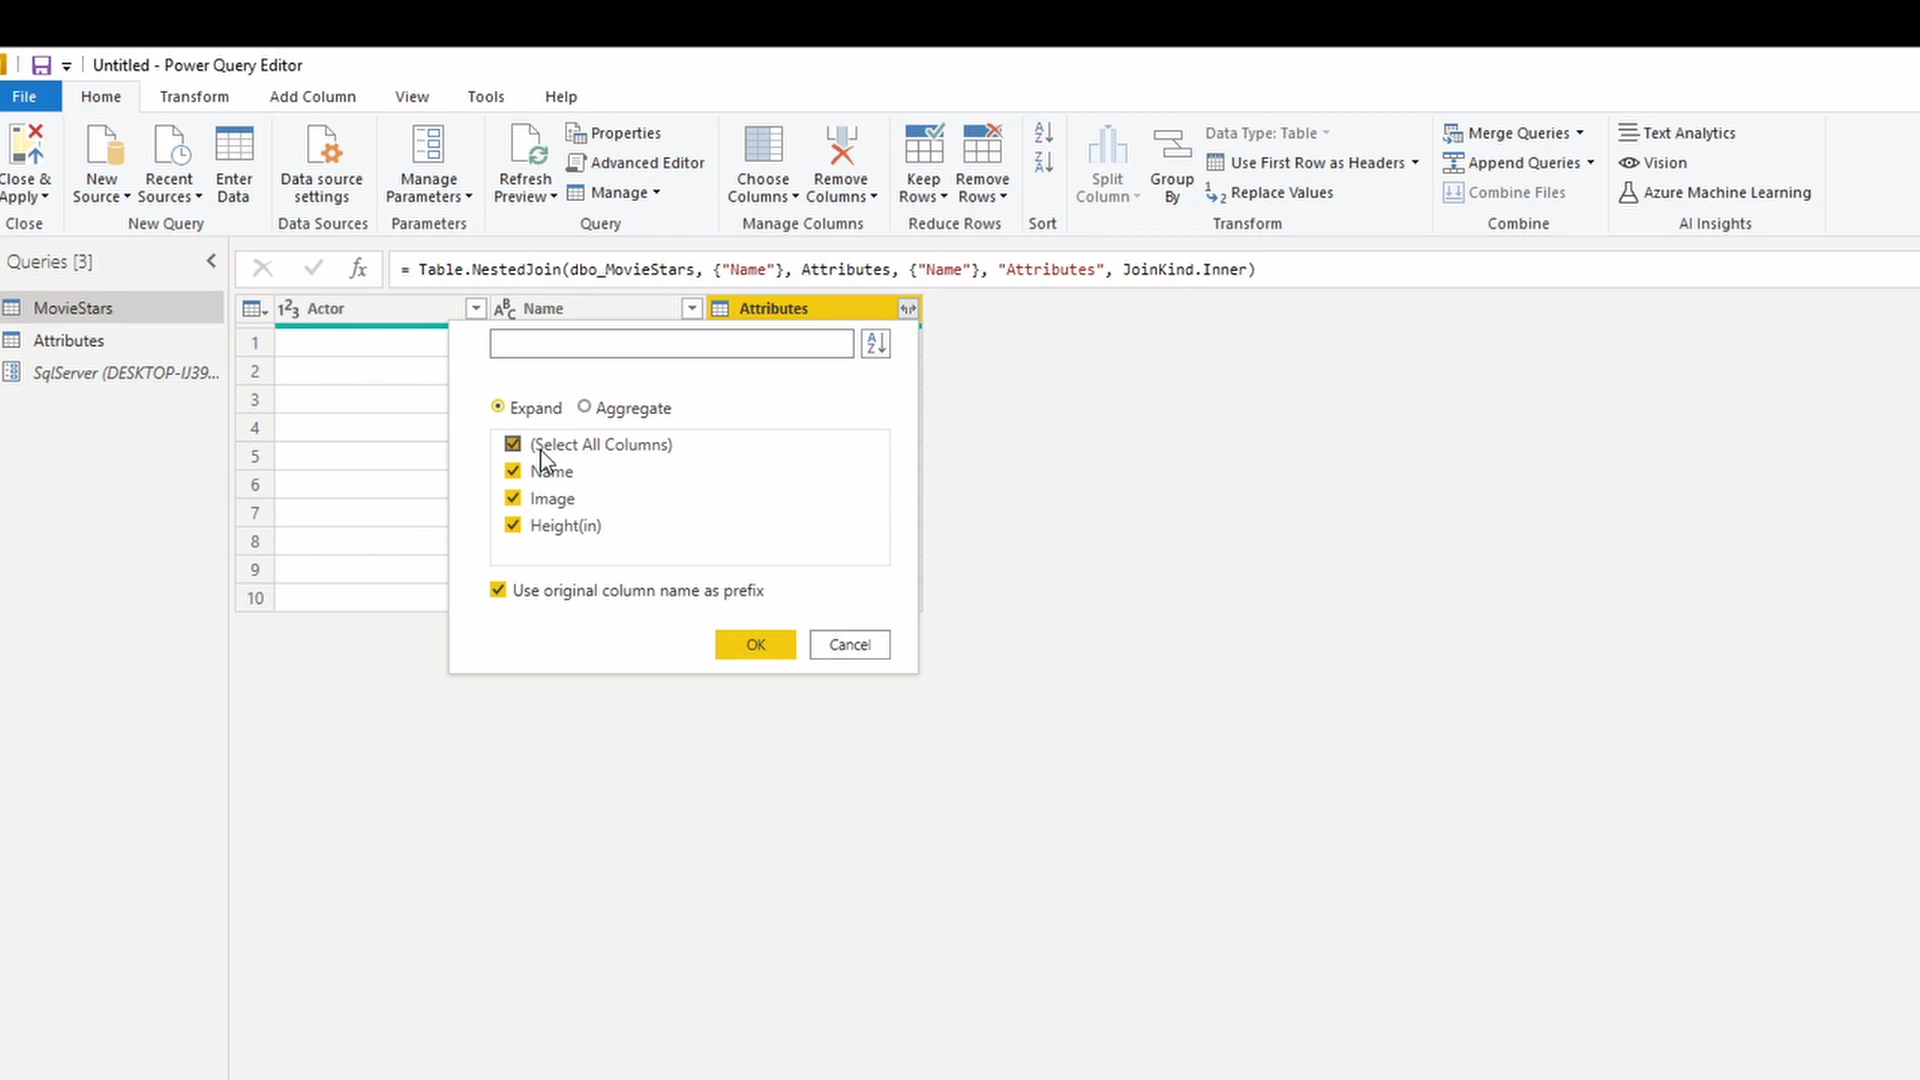 Untitled - Power Query Editor
File Home Transform Add Column View Tools Help
Close & Apply
New Source
Recent Sources
Enter Data
Data source settings
Manage Parameters
Refresh Preview
Properties
Advanced Editor
Manage
Choose Columns
Remove Columns
Keep Rows
Remove Rows
Split Column
Group By
Data Type: Table
Use First Row as Headers
Replace Values
Merge Queries
Append Queries
Combine Files
Text Analytics
Vision
Azure Machine Learning
Close New Query Data Sources Parameters Query Manage Columns Reduce Rows Sort Transform Combine AI Insights
Queries [3]
MovieStars
Attributes
SqlServer (DESKTOP-IJ39...
= Table.NestedJoin(dbo_MovieStars, {"Name"}, Attributes, {"Name"}, "Attributes", JoinKind.Inner)
Actor Name Attributes
1
2
3
4
5
6
7
8
9
10
Expand Aggregate
(Select All Columns)
Name
Image
Height(in)
Use original column name as prefix
OK Cancel